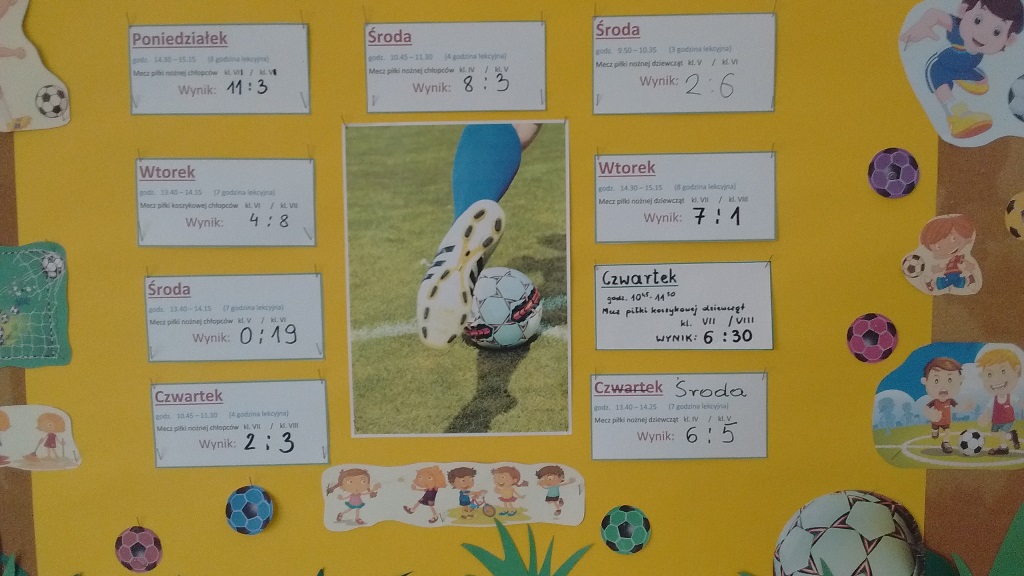 Poniedziałek
godz. 14.30 – 15.15 (8 godzina lekcyjna)
Mecz piłki nożnej chłopców kl. VII / kl. VI
Wynik: 11 : 3
Wtorek
godz. 13.40 – 14.15 (7 godzina lekcyjna)
Mecz piłki koszykowej chłopców kl. VI / kl. VII
Wynik: 4 : 8
Środa
godz. 13.40 – 14.15 (7 godzina lekcyjna)
Mecz piłki nożnej chłopców kl. V / kl. VI
Wynik: 0 : 19
Czwartek
godz. 10.45 – 11.30 (4 godzina lekcyjna)
Mecz piłki nożnej chłopców kl. VII / kl. VIII
Wynik: 2 : 3
Środa
godz. 10.45 – 11.30 (4 godzina lekcyjna)
Mecz piłki nożnej chłopców kl. IV / kl. V
Wynik: 8 : 3
Środa
godz. 9.50 – 10.35 (3 godzina lekcyjna)
Mecz piłki nożnej dziewcząt kl. V / kl. VI
Wynik: 2 : 6
Wtorek
godz. 14.30 – 15.15 (8 godzina lekcyjna)
Mecz piłki nożnej dziewcząt kl. VII / kl. VIII
Wynik: 7 : 1
Czwartek
godz. 10 45 - 11 30
Mecz piłki koszykowej dziewcząt
kl. VII / VIII
WYNIK: 6 : 30
Czwartek Środa
godz. 13.40 – 14.25 (7 godzina lekcyjna)
Mecz piłki nożnej dziewcząt kl. IV / kl. V
Wynik: 6 : 5